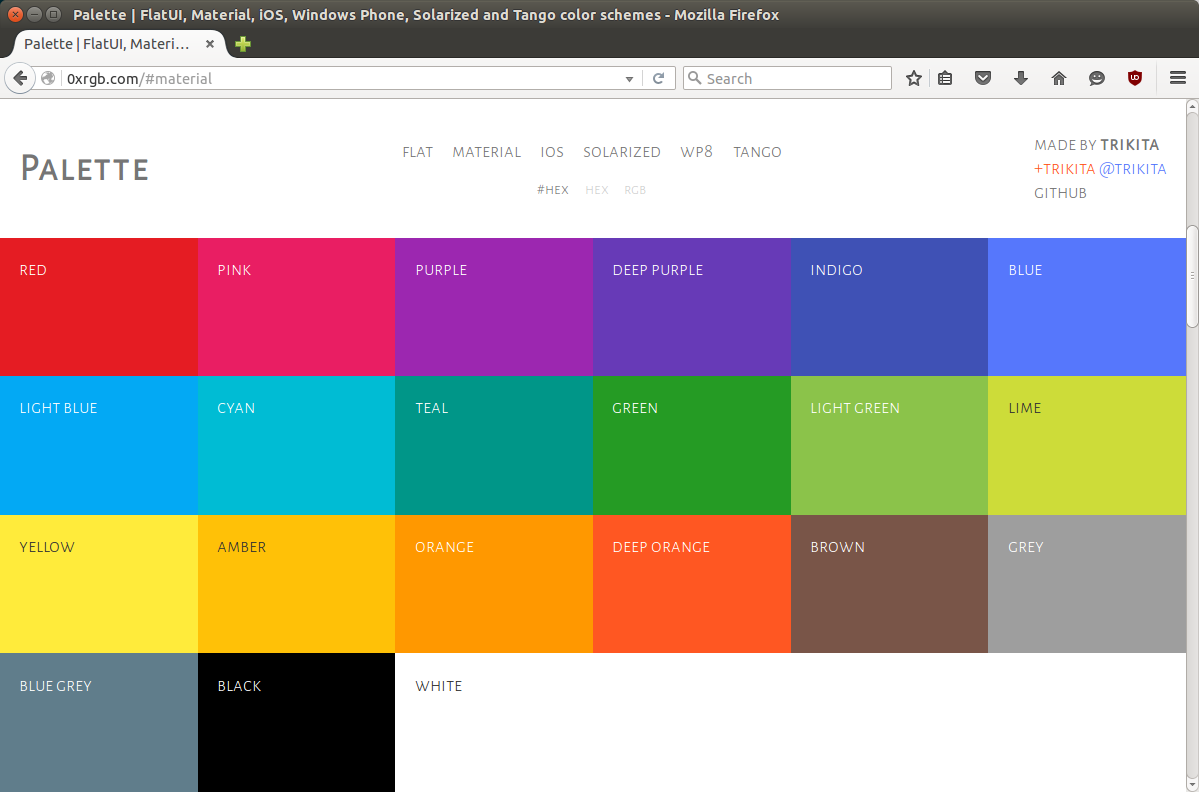 Palette | FlatUI, Material, iOS, Windows Phone, Solarized and Tango color schemes - Mozilla Firefox
Palette | FlatUI, Materi...
0xrgb.com/#material
Search
PALETTE
FLAT MATERIAL IOS SOLARIZED WP8 TANGO
#HEX HEX RGB
MADE BY TRIKITA
+TRIKITA @TRIKITA
GITHUB
RED PINK PURPLE DEEP PURPLE INDIGO BLUE
LIGHT BLUE CYAN TEAL GREEN LIGHT GREEN LIME
YELLOW AMBER ORANGE DEEP ORANGE BROWN GREY
BLUE GREY BLACK WHITE